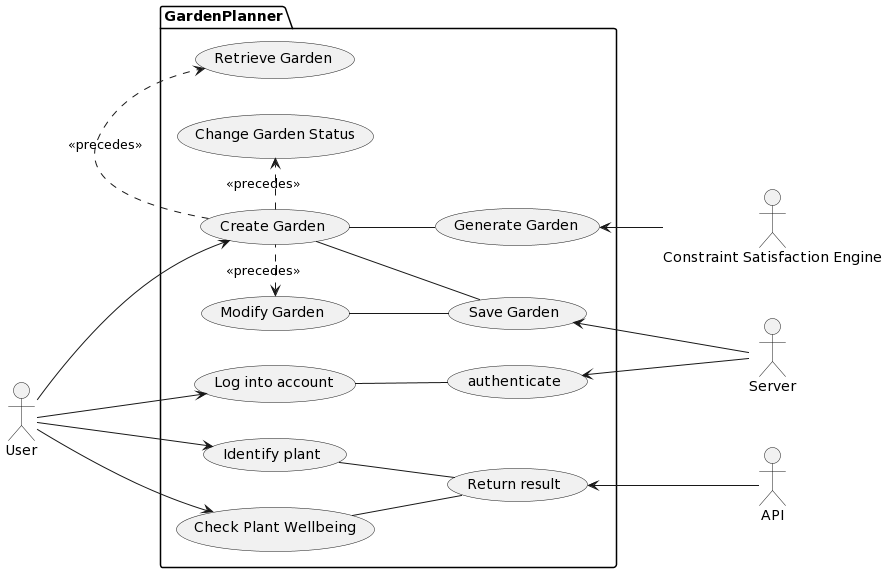 GardenPlanner
Retrieve Garden
«precedes»
Change Garden Status
«precedes»
Create Garden
Generate Garden
Constraint Satisfaction Engine
«precedes»
Modify Garden
Save Garden
Log into account
authenticate
Server
User
Identify plant
Return result
API
Check Plant Wellbeing